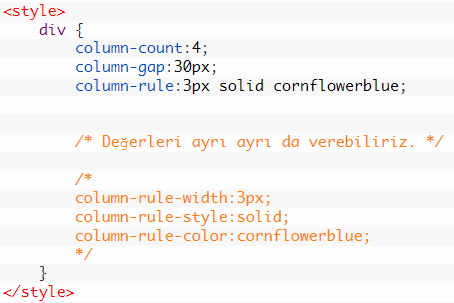 <style>
div {
column-count:4;
column-gap:30px;
column-rule:3px solid cornflowerblue;
/* Değerleri ayrı ayrı da verebiliriz. */
/*
column-rule-width:3px;
column-rule-style:solid;
column-rule-color:cornflowerblue;
*/
}
</style>